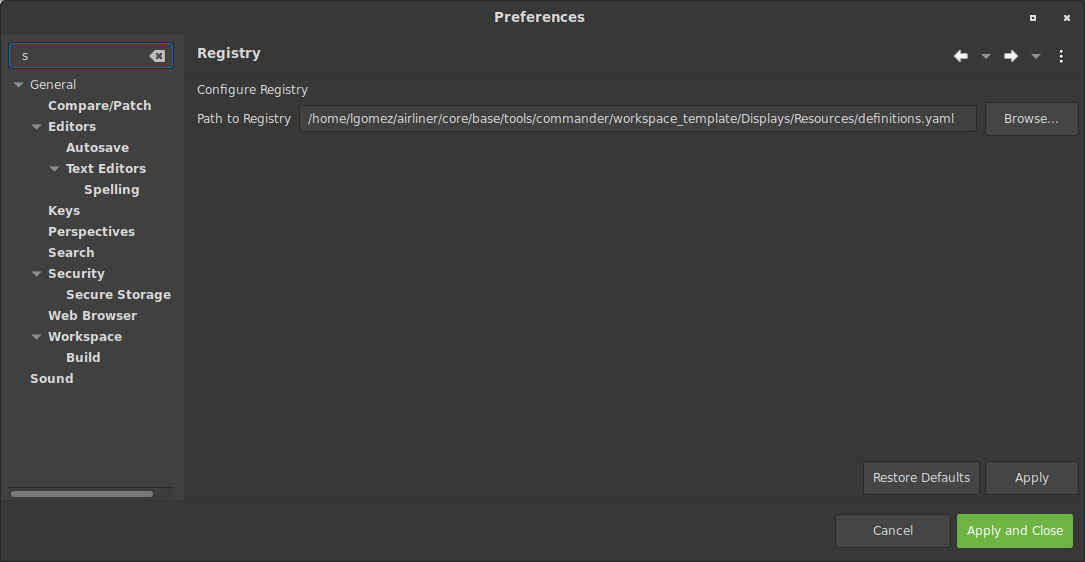 Preferences
s
General
Compare/Patch
Editors
Autosave
Text Editors
Spelling
Keys
Perspectives
Search
Security
Secure Storage
Web Browser
Workspace
Build
Sound
Registry
Configure Registry
Path to Registry /home/lgomez/airliner/core/base/tools/commander/workspace_template/Displays/Resources/definitions.yaml Browse...
Restore Defaults Apply
Cancel Apply and Close